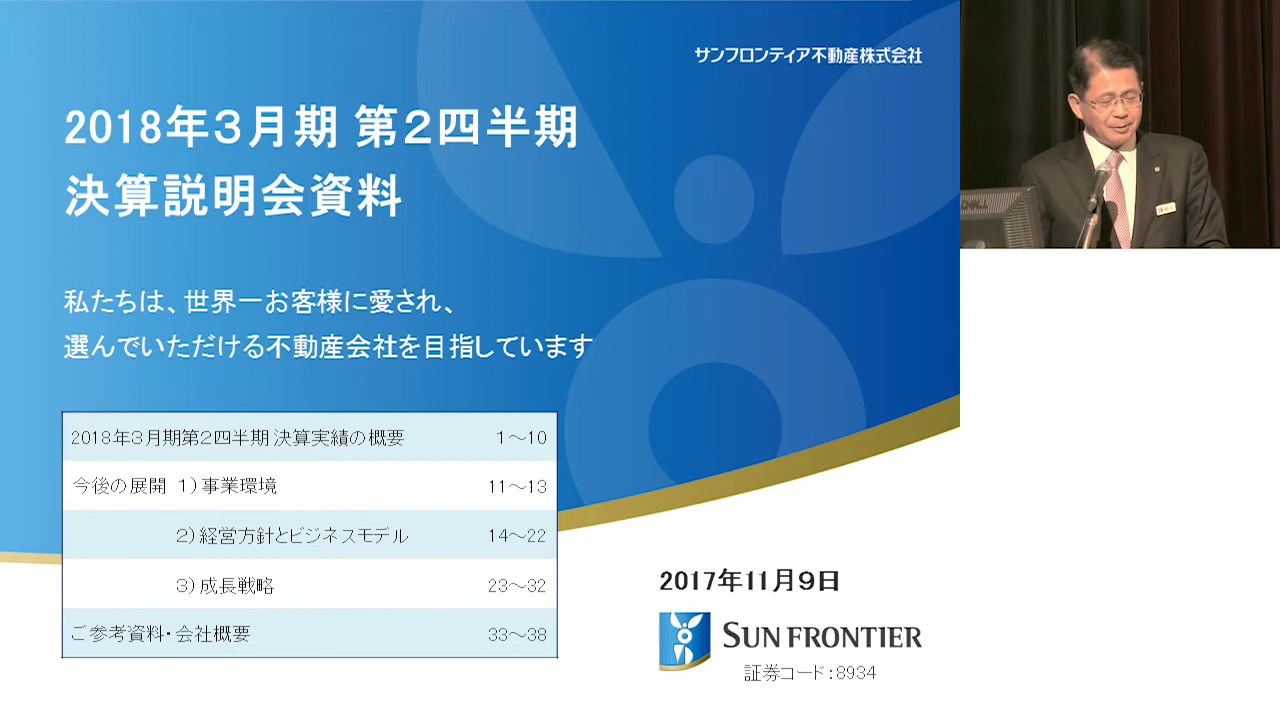 サンフロンティア不動産株式会社
2018年３月期 第２四半期
決算説明会資料
私たちは、世界一お客様に愛され、
選んでいただける不動産会社を目指しています
2018年３月期第２四半期 決算実績の概要 1～10
今後の展開 １）事業環境 11～13
２）経営方針とビジネスモデル 14～22
３）成長戦略 23～32
ご参考資料・会社概要 33～38
2017年11月９日
SUN FRONTIER
証券コード：8934